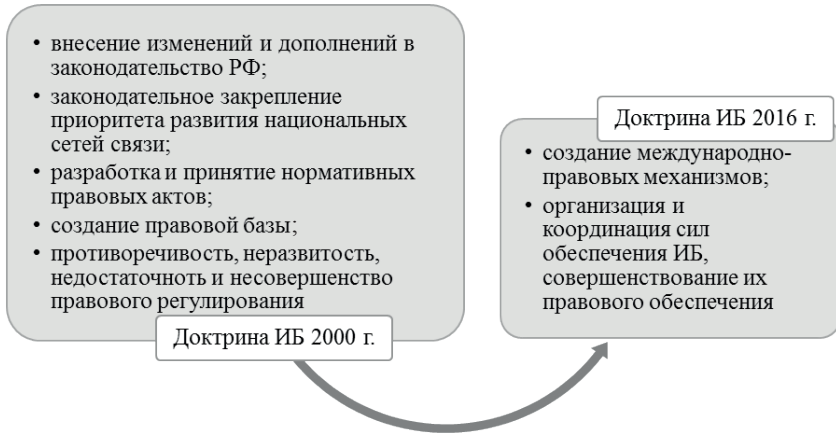 • внесение изменений и дополнений в
законодательство РФ;
• законодательное закрепление
приоритета развития национальных
сетей связи;
• разработка и принятие нормативных
правовых актов;
• создание правовой базы;
• противоречивость, неразвитость,
недостаточноть и несовершенство
правового регулирования
Доктрина ИБ 2000 г.
Доктрина ИБ 2016 г.
• создание международно-
правовых механизмов;
• организация и
координация сил
обеспечения ИБ,
совершенствование их
правового обеспечения